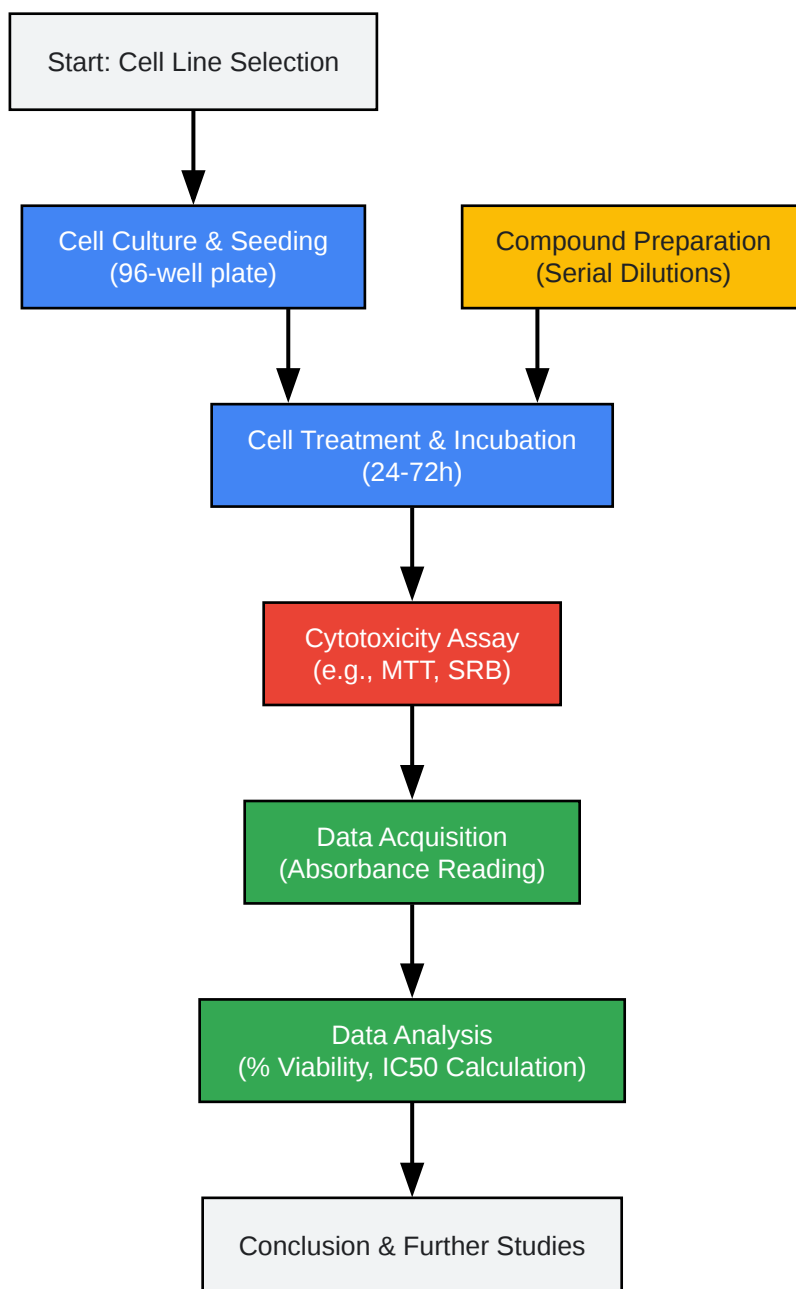 Start: Cell Line Selection
Cell Culture & Seeding
(96-well plate)
Compound Preparation
(Serial Dilutions)
Cell Treatment & Incubation
(24-72h)
Cytotoxicity Assay
(e.g., MTT, SRB)
Data Acquisition
(Absorbance Reading)
Data Analysis
(% Viability, IC50 Calculation)
Conclusion & Further Studies